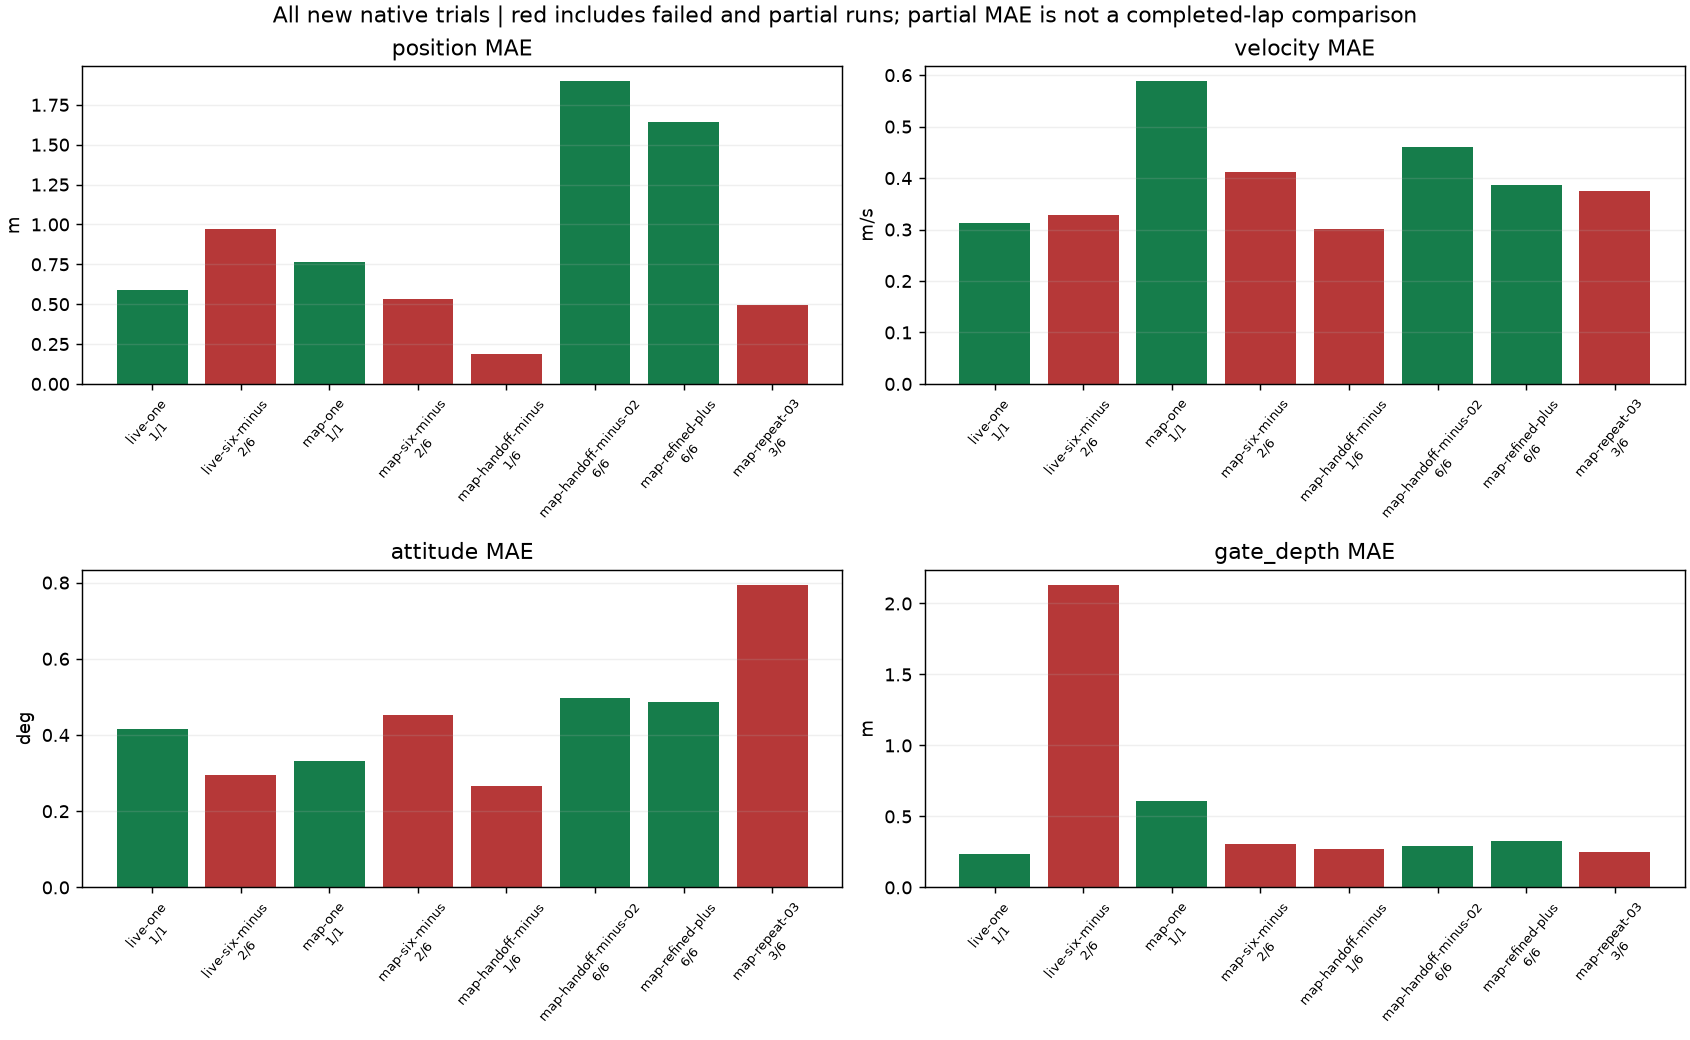 All new native trials | red includes failed and partial runs; partial MAE is not a completed-lap comparison
position MAE
m
1.75
1.50
1.25
1.00
0.75
0.50
0.25
0.00
live-one
1/1
live-six-minus
2/6
map-one
1/1
map-six-minus
2/6
map-handoff-minus
1/6
map-handoff-minus-02
6/6
map-refined-plus
6/6
map-repeat-03
3/6
velocity MAE
m/s
0.6
0.5
0.4
0.3
0.2
0.1
0.0
live-one
1/1
live-six-minus
2/6
map-one
1/1
map-six-minus
2/6
map-handoff-minus
1/6
map-handoff-minus-02
6/6
map-refined-plus
6/6
map-repeat-03
3/6
attitude MAE
deg
0.8
0.6
0.4
0.2
0.0
live-one
1/1
live-six-minus
2/6
map-one
1/1
map-six-minus
2/6
map-handoff-minus
1/6
map-handoff-minus-02
6/6
map-refined-plus
6/6
map-repeat-03
3/6
gate_depth MAE
m
2.0
1.5
1.0
0.5
0.0
live-one
1/1
live-six-minus
2/6
map-one
1/1
map-six-minus
2/6
map-handoff-minus
1/6
map-handoff-minus-02
6/6
map-refined-plus
6/6
map-repeat-03
3/6